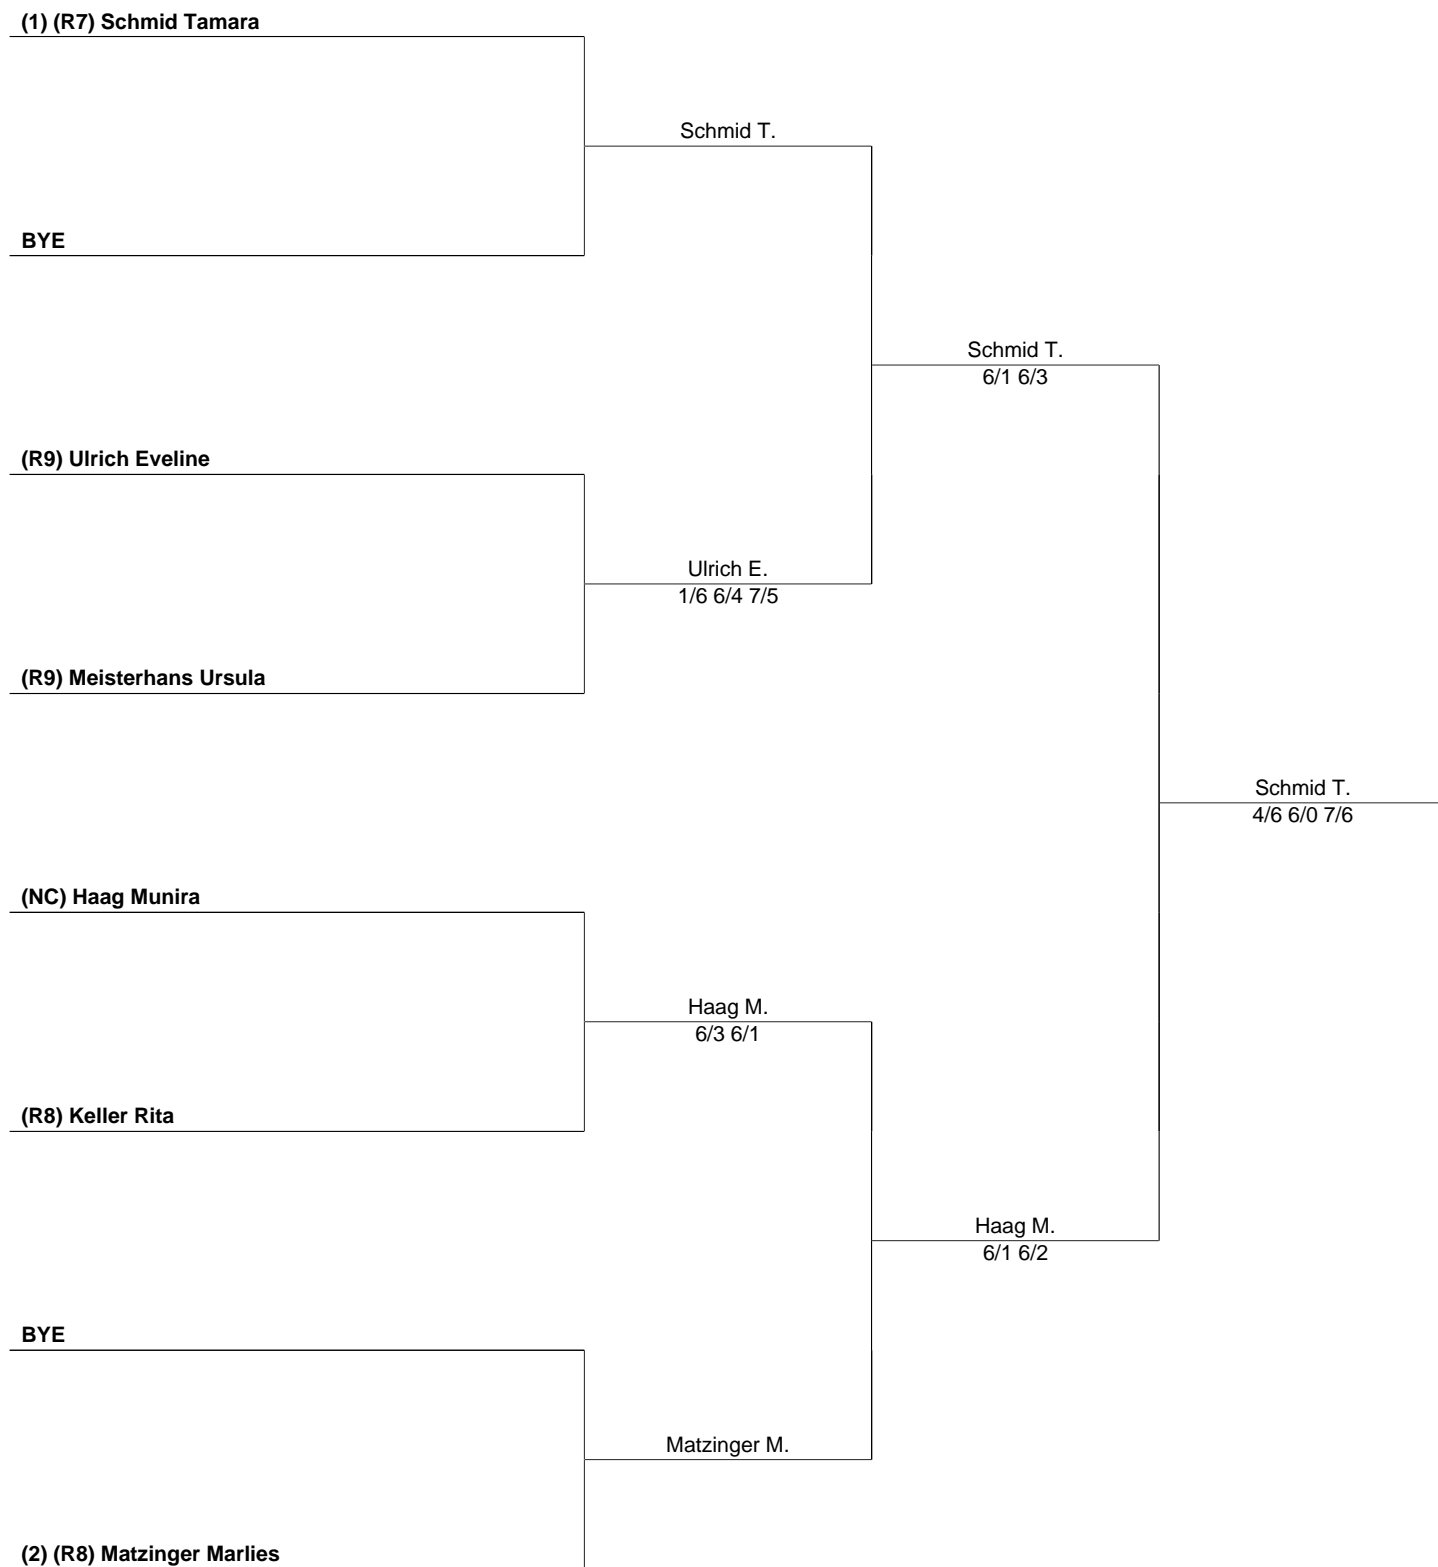 (1) (R7) Schmid Tamara
Schmid T.
BYE
Schmid T.
6/1 6/3
(R9) Ulrich Eveline
Ulrich E.
1/6 6/4 7/5
(R9) Meisterhans Ursula
Schmid T.
4/6 6/0 7/6
(NC) Haag Munira
Haag M.
6/3 6/1
(R8) Keller Rita
Haag M.
6/1 6/2
BYE
Matzinger M.
(2) (R8) Matzinger Marlies